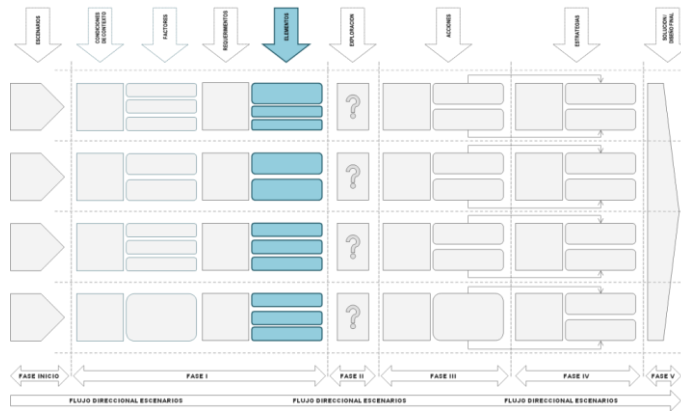 ESCENARIOS
CONDICIONES
DE CONTEXTO
FACTORES
REQUERIMIENTOS
ELEMENTOS
EXPLORACION
ACCIONES
ESTRATEGIAS
SOLUCION /
DISEÑO FINAL
?
?
?
?
FASE INICIO
FASE I
FASE II
FASE III
FASE IV
FASE V
FLUJO DIRECCIONAL ESCENARIOS
FLUJO DIRECCIONAL ESCENARIOS
FLUJO DIRECCIONAL ESCENARIOS